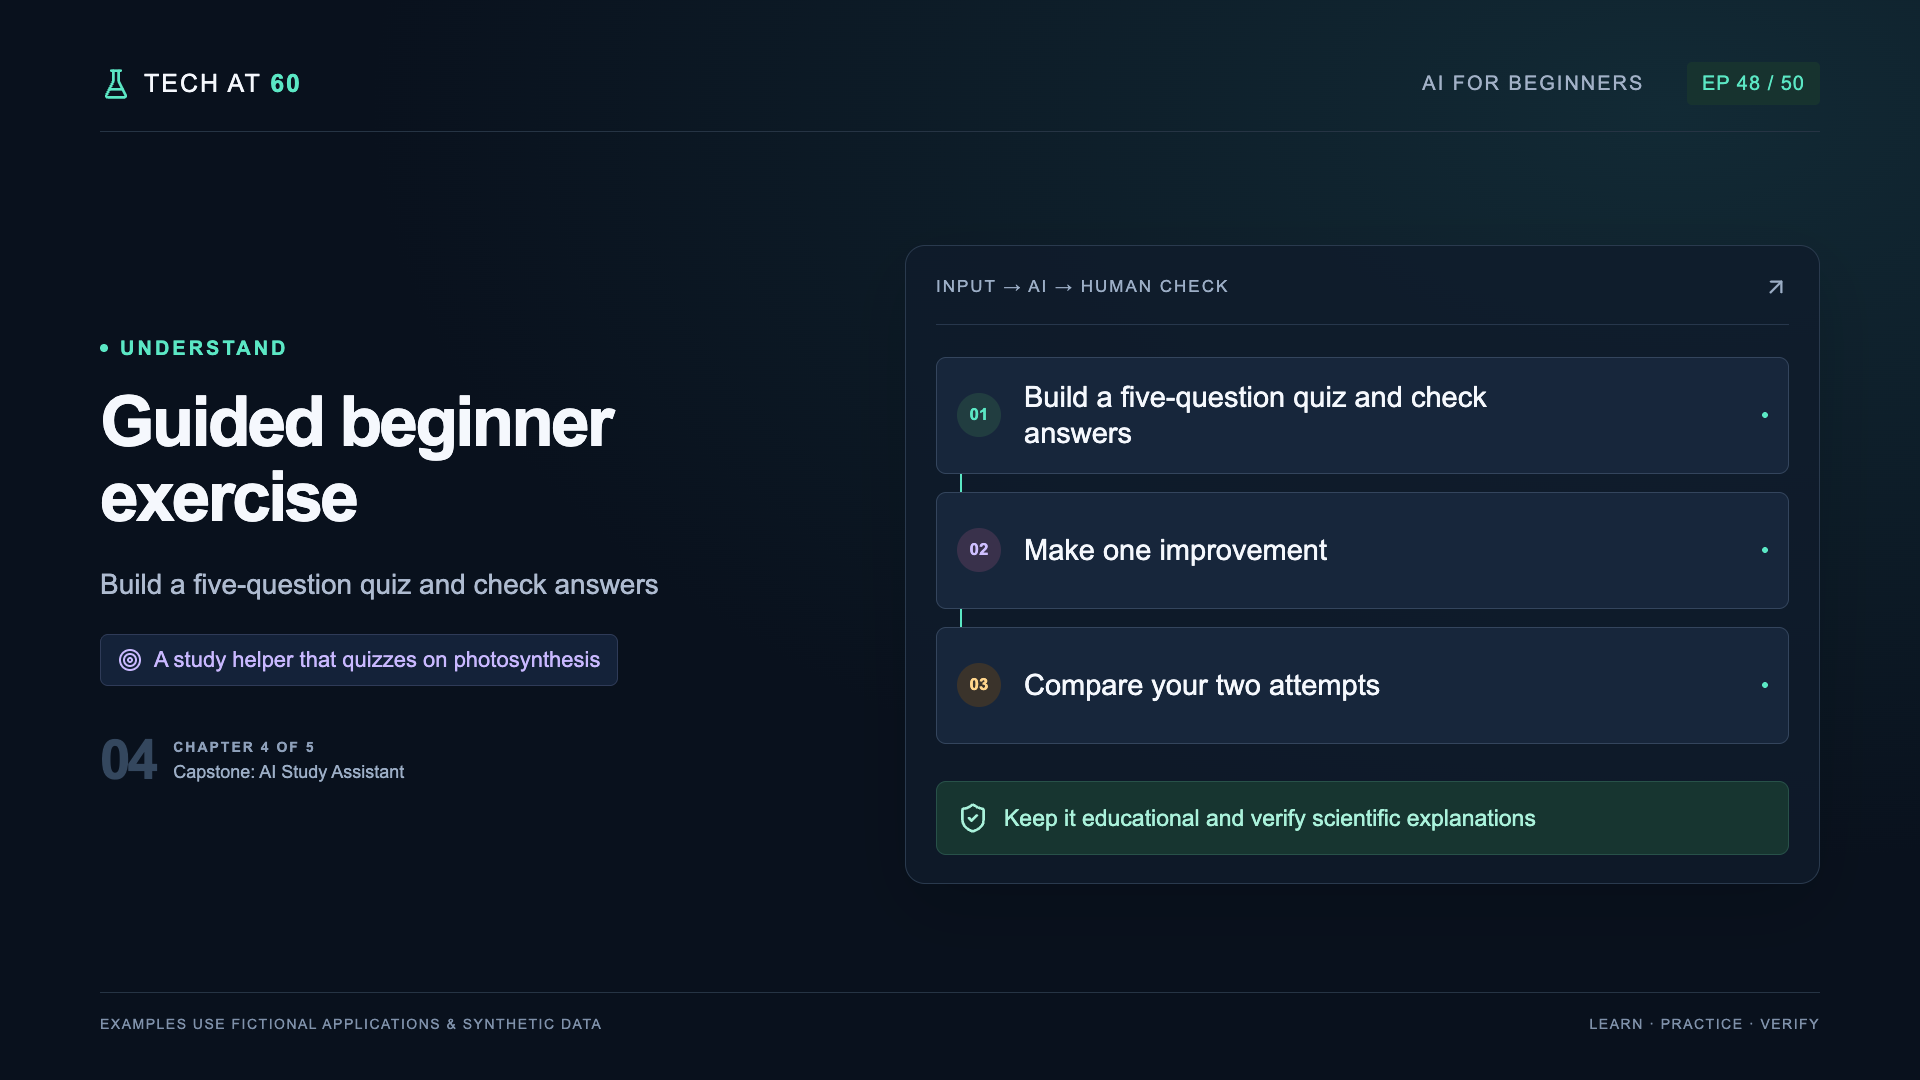 TECH AT 60
AI FOR BEGINNERS
EP 48 / 50
• UNDERSTAND
Guided beginner
exercise
Build a five-question quiz and check answers
A study helper that quizzes on photosynthesis
04
CHAPTER 4 OF 5
Capstone: AI Study Assistant
INPUT → AI → HUMAN CHECK
01
Build a five-question quiz and check
answers
02
Make one improvement
03
Compare your two attempts
Keep it educational and verify scientific explanations
EXAMPLES USE FICTIONAL APPLICATIONS & SYNTHETIC DATA
LEARN · PRACTICE · VERIFY